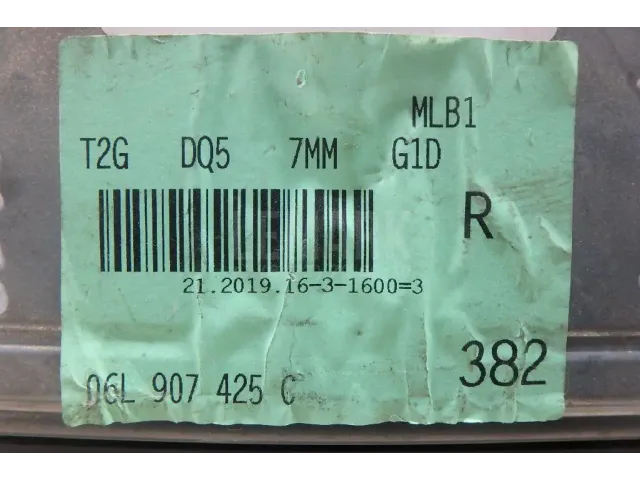 MLB1
T2G DQ5 7MM G1D
R
21.2019.16-3-1600=3
382
06L 907 425 C